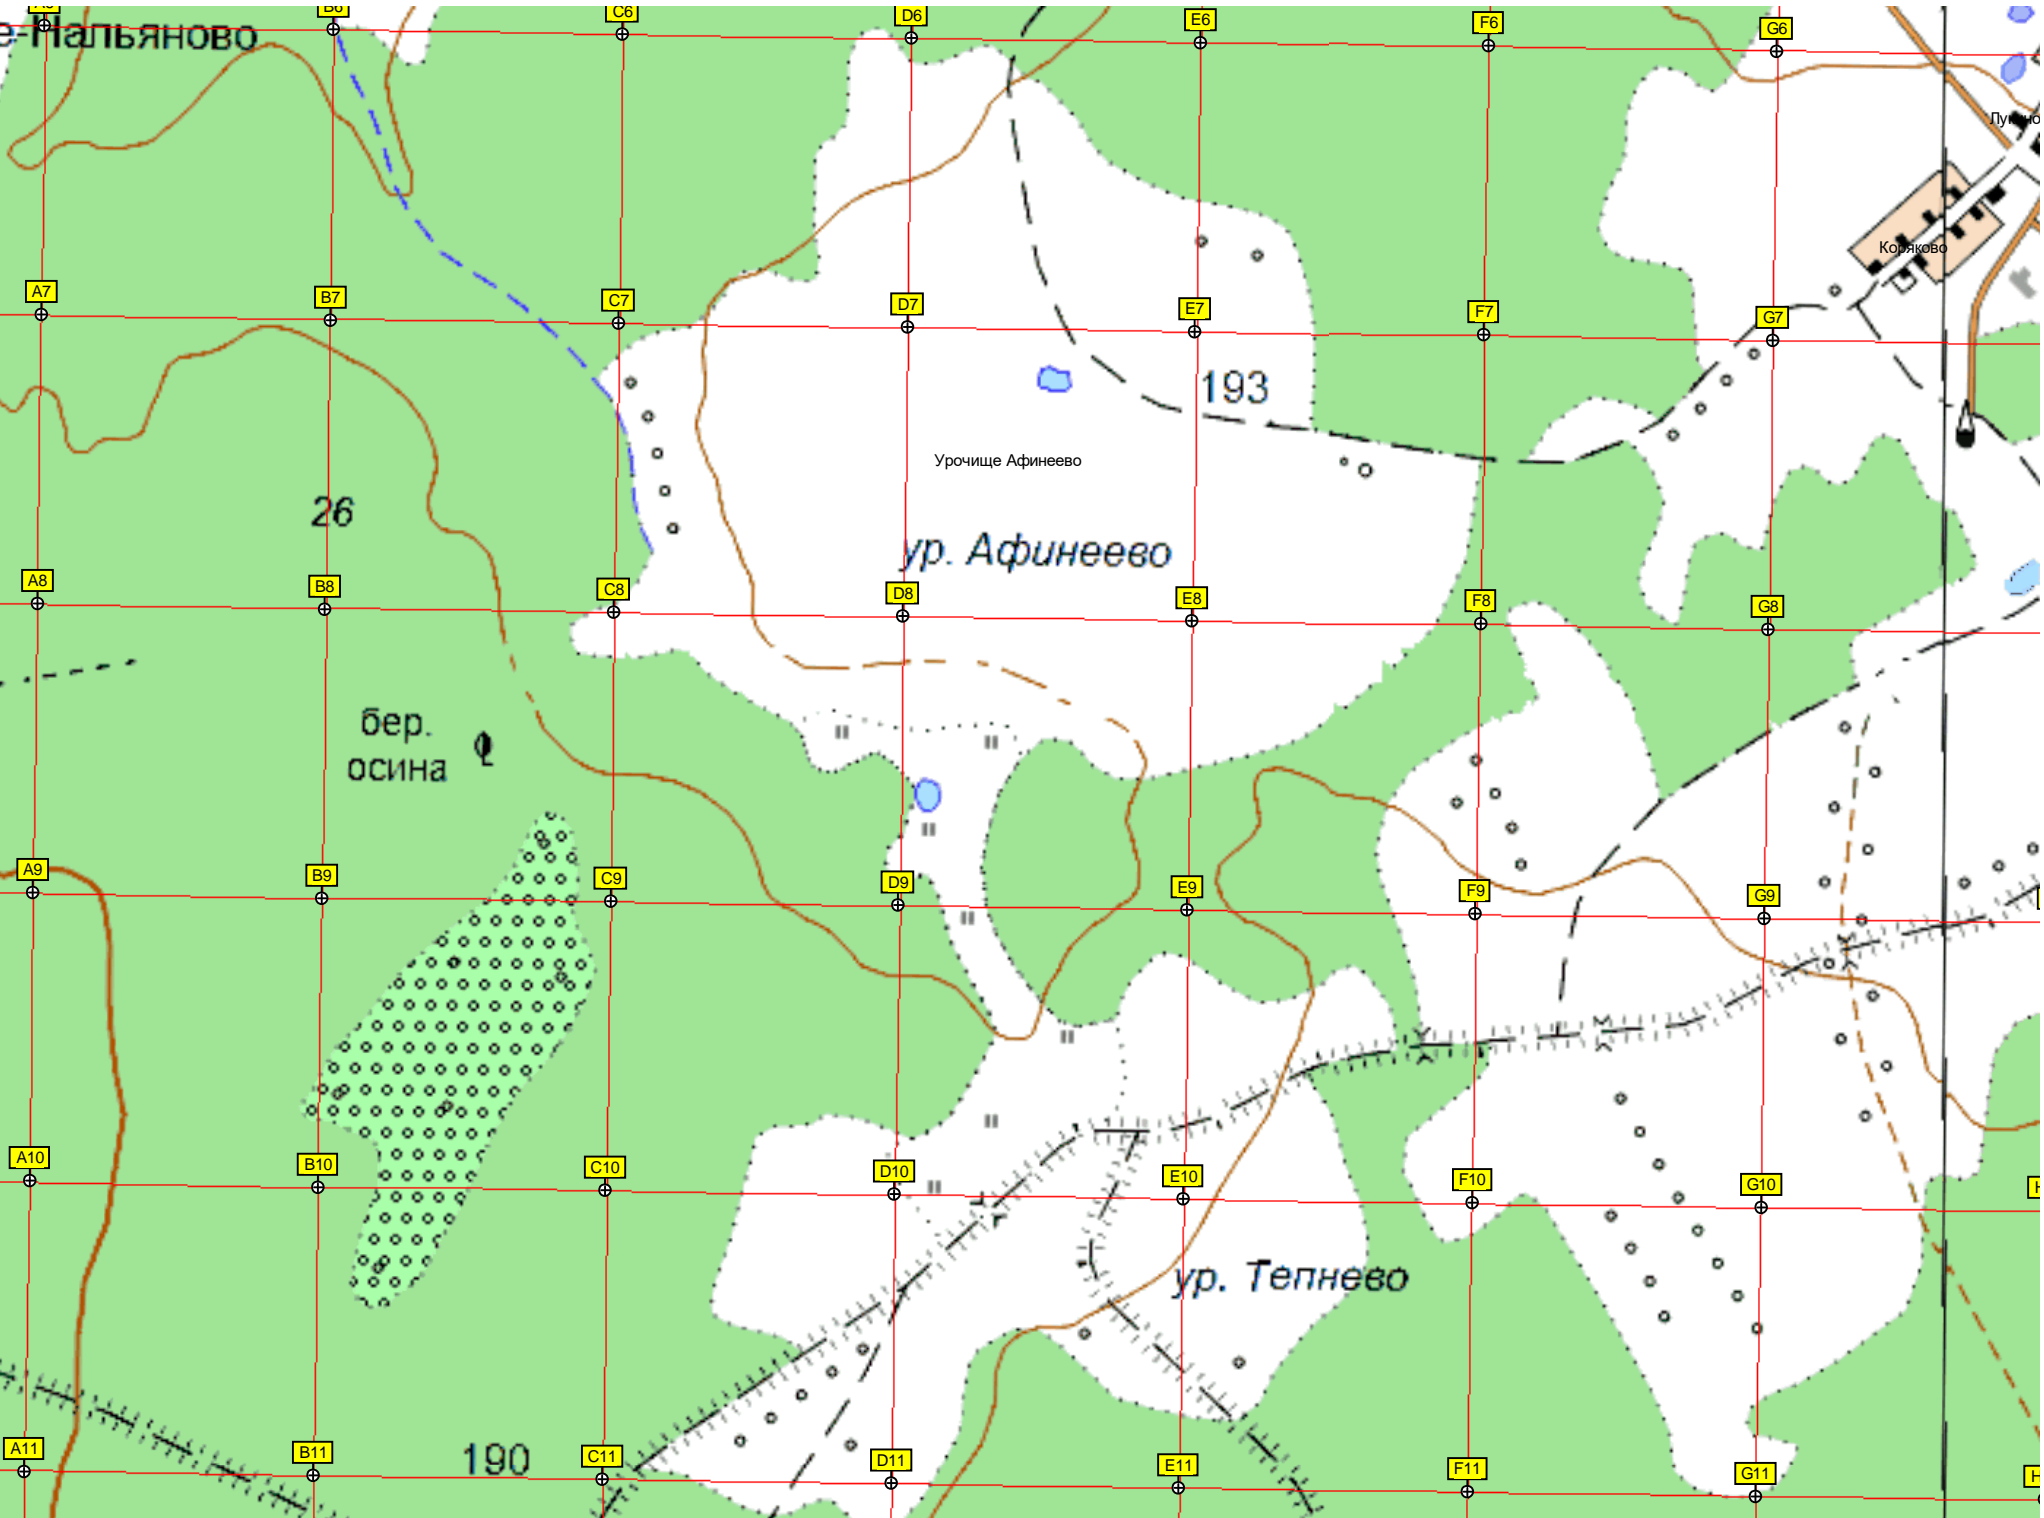 B6
C6
D6
E6
F6
G6
е-Нальяново
Коряково
A7
B7
C7
D7
E7
F7
G7
193
Урочище Афинеево
26
ур. Афинеево
A8
B8
C8
D8
E8
F8
G8
бер.
осина
A9
B9
C9
D9
E9
F9
G9
A10
B10
C10
D10
E10
F10
G10
ур. Тепнево
A11
B11
190
C11
D11
E11
F11
G11